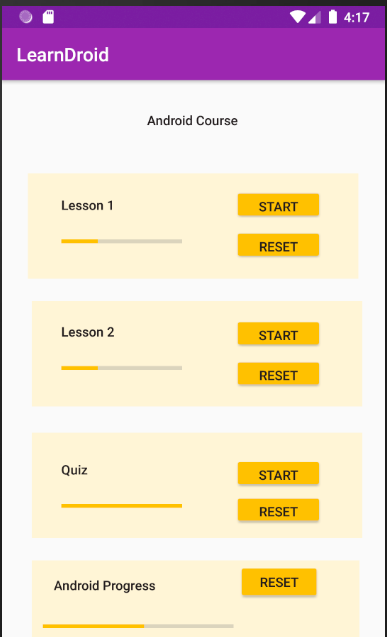 4:17
LearnDroid
Android Course
Lesson 1
START
RESET
Lesson 2
START
RESET
Quiz
START
RESET
Android Progress
RESET